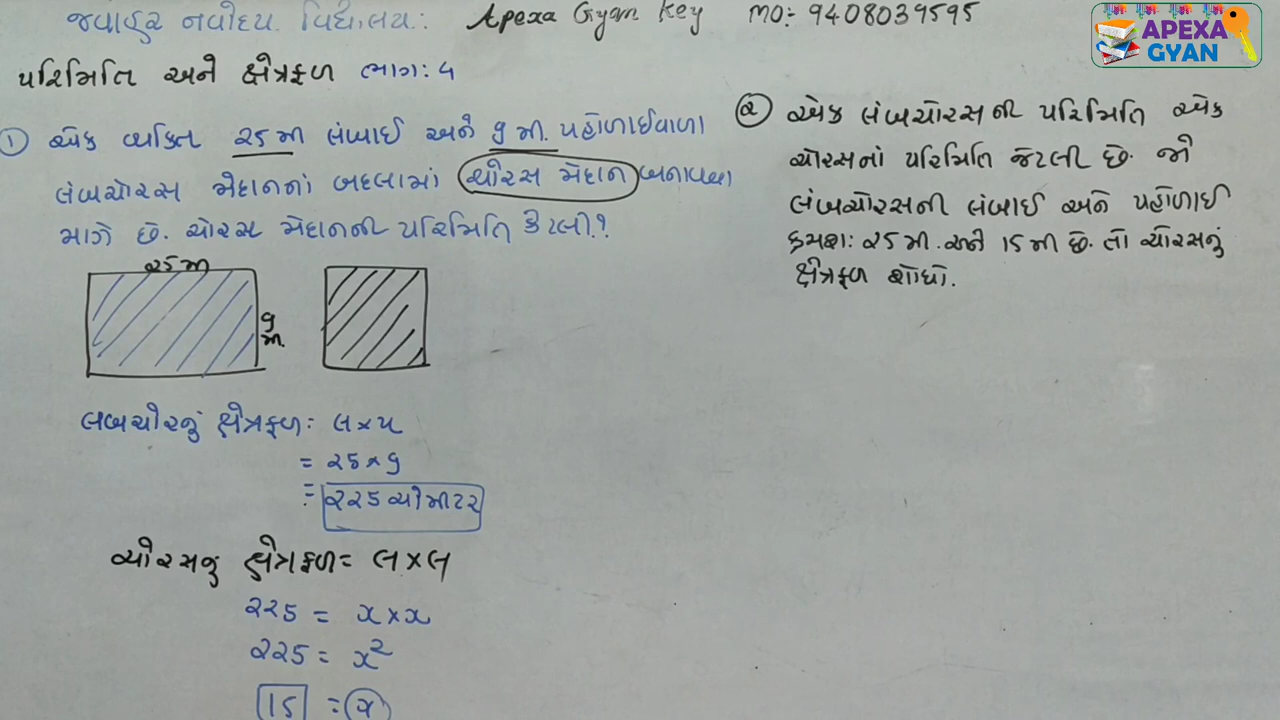 જવાહર નવોદય વિદ્યાલય: Apexa Gyan Key MO:- 9408039595
APEXA
GYAN
પરિમિતિ અને ક્ષેત્રફળ ભાગ: ૫
① એક વ્યક્તિ ૨૫ મી લંબાઈ અને ૯ મી. પહોળાઈવાળા
લંબચોરસ મેદાનનાં બદલામાં ચોરસ મેદાન બનાવવા
માગે છે. ચોરસ મેદાનની પરિમિતિ કેટલી?
૨૫ મી
૯
મી.
લબચોરનું ક્ષેત્રફળ = લ × પ
= ૨૫ × ૯
= ૨૨૫ ચોમીટર
ચોરસનું ક્ષેત્રફળ = લ × લ
૨૨૫ = x × x
૨૨૫ = x²
15 = x
② એક લંબચોરસની પરિમિતિ એક
ચોરસનાં પરિમિતિ જેટલી છે. જો
લંબચોરસની લંબાઈ અને પહોળાઈ
ક્રમશ: ૨૫ મી. અને ૧૫ મી છે. તો ચોરસનું
ક્ષેત્રફળ શોધો.